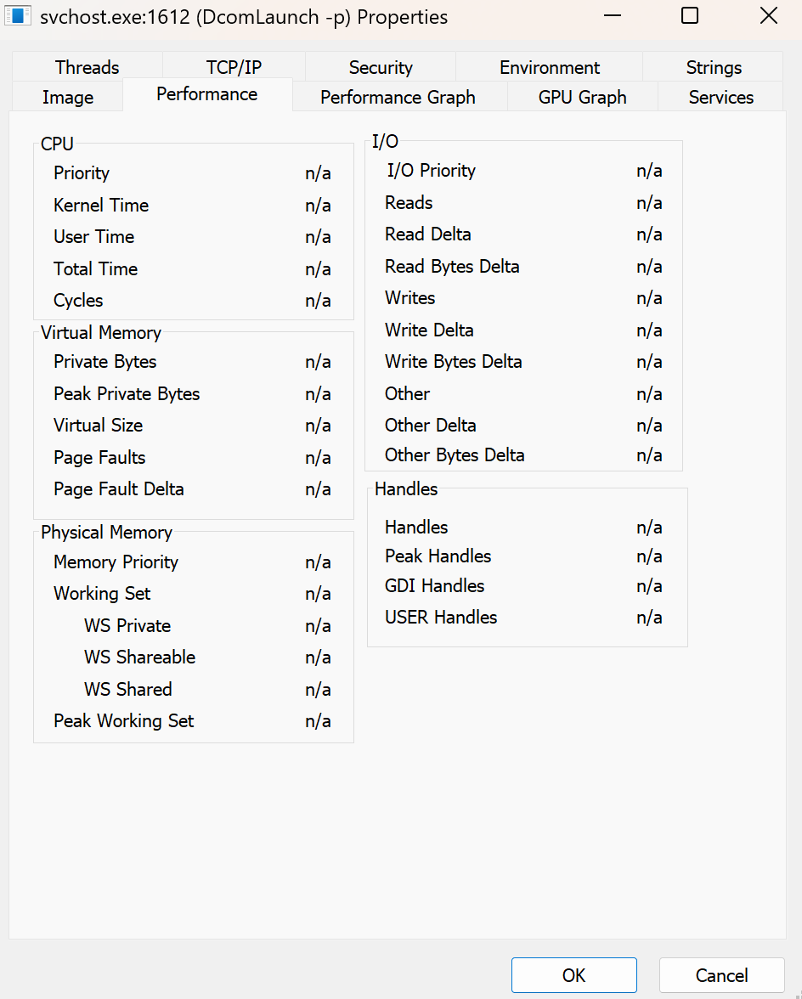 svchost.exe:1612 (DcomLaunch -p) Properties
Threads TCP/IP Security Environment Strings
Image Performance Performance Graph GPU Graph Services
CPU
Priority n/a
Kernel Time n/a
User Time n/a
Total Time n/a
Cycles n/a
Virtual Memory
Private Bytes n/a
Peak Private Bytes n/a
Virtual Size n/a
Page Faults n/a
Page Fault Delta n/a
Physical Memory
Memory Priority n/a
Working Set n/a
WS Private n/a
WS Shareable n/a
WS Shared n/a
Peak Working Set n/a
I/O
I/O Priority n/a
Reads n/a
Read Delta n/a
Read Bytes Delta n/a
Writes n/a
Write Delta n/a
Write Bytes Delta n/a
Other n/a
Other Delta n/a
Other Bytes Delta n/a
Handles
Handles n/a
Peak Handles n/a
GDI Handles n/a
USER Handles n/a
OK Cancel